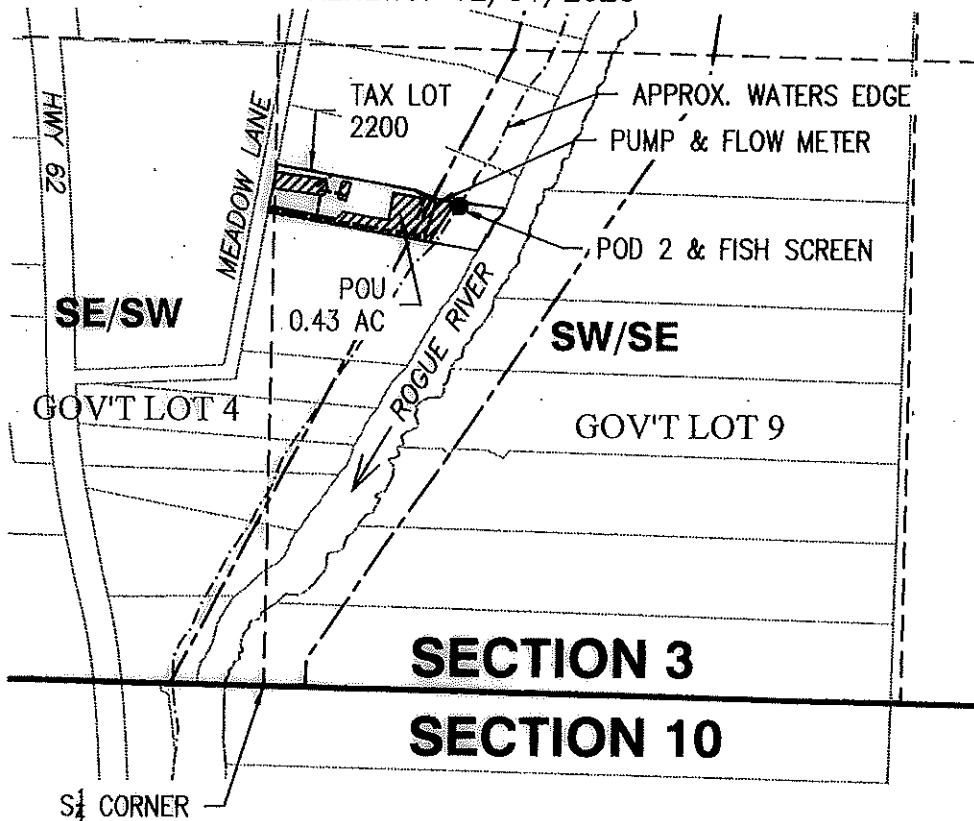 TAX LOT
2200
APPROX. WATERS EDGE
PUMP & FLOW METER
POD 2 & FISH SCREEN
HWY 62
MEADOW LANE
POU
0.43 AC
SE/SW
ROGUE RIVER
SW/SE
GOV'T LOT 4
GOV'T LOT 9
SECTION 3
SECTION 10
S¼ CORNER